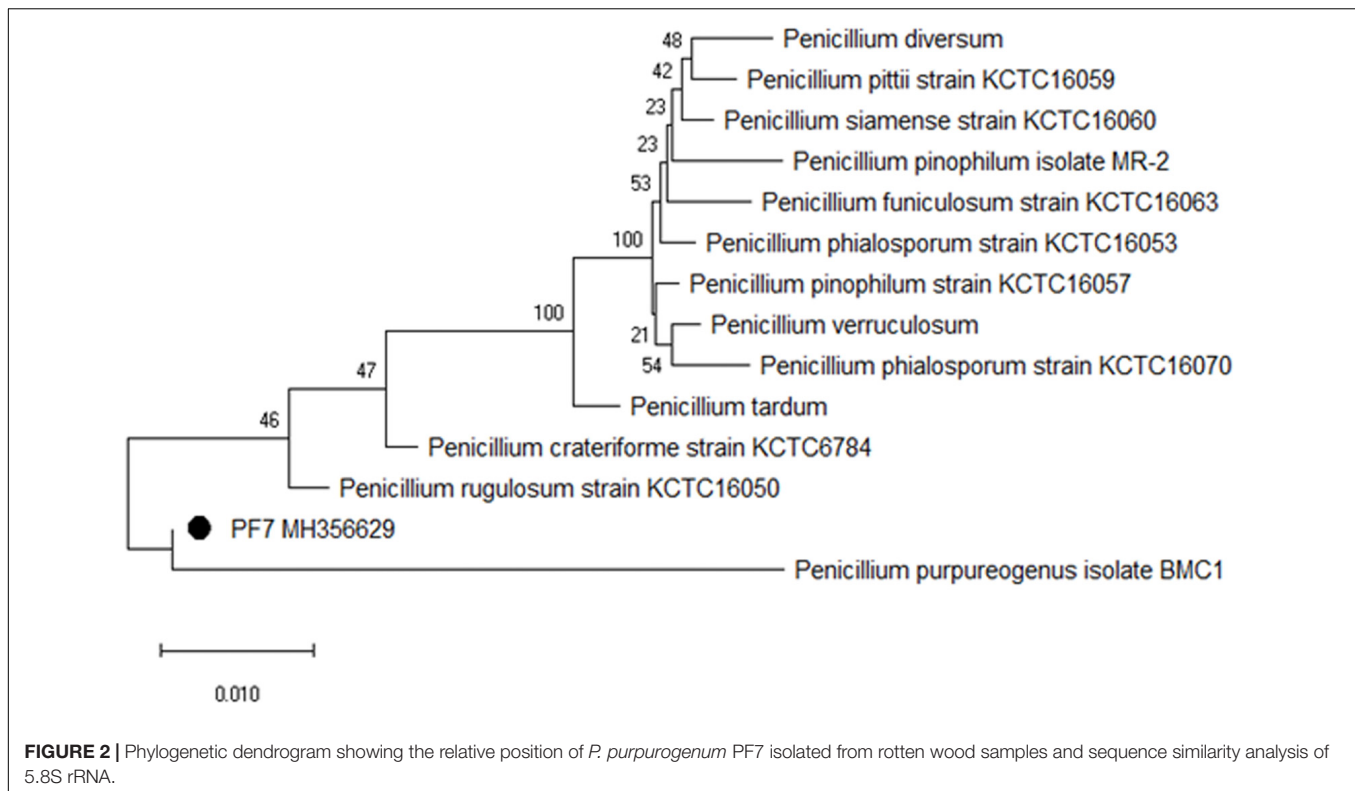 48
Penicillium diversum
42
Penicillium pittii strain KCTC16059
23
Penicillium siamense strain KCTC16060
23
Penicillium pinophilum isolate MR-2
53
Penicillium funiculosum strain KCTC16063
100
Penicillium phialosporum strain KCTC16053
Penicillium pinophilum strain KCTC16057
100
Penicillium verruculosum
21
54
Penicillium phialosporum strain KCTC16070
47
Penicillium tardum
46
Penicillium crateriforme strain KCTC6784
Penicillium rugulosum strain KCTC16050
PF7 MH356629
Penicillium purpureogenus isolate BMC1
0.010
FIGURE 2 | Phylogenetic dendrogram showing the relative position of P. purpurogenum PF7 isolated from rotten wood samples and sequence similarity analysis of
5.8S rRNA.